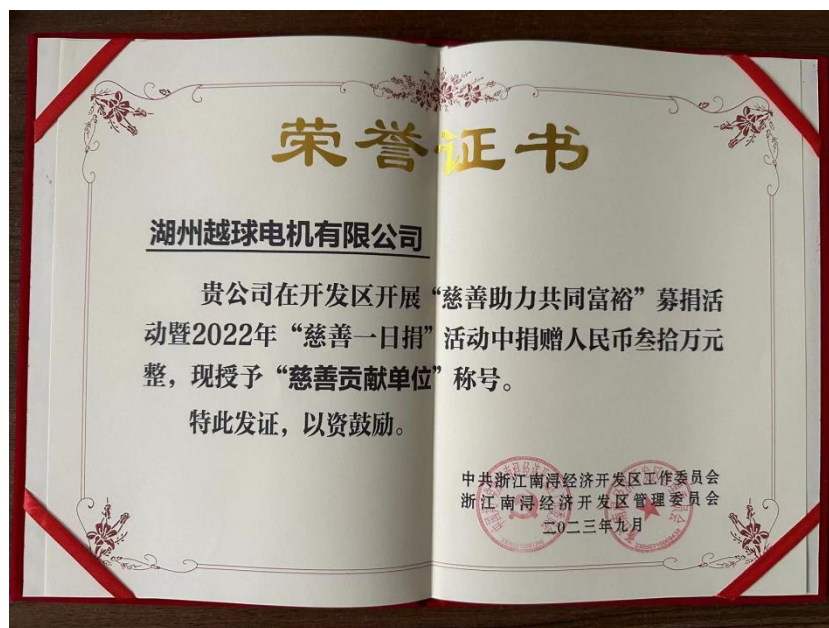 荣誉证书
湖州越球电机有限公司
贵公司在开发区开展“慈善助力共同富裕”募捐活
动暨2022年“慈善一日捐”活动中捐赠人民币叁拾万元
整，现授予“慈善贡献单位”称号。
特此发证，以资鼓励。
中共浙江南浔经济开发区工作委员会
浙江南浔经济开发区管理委员会
二〇二三年九月